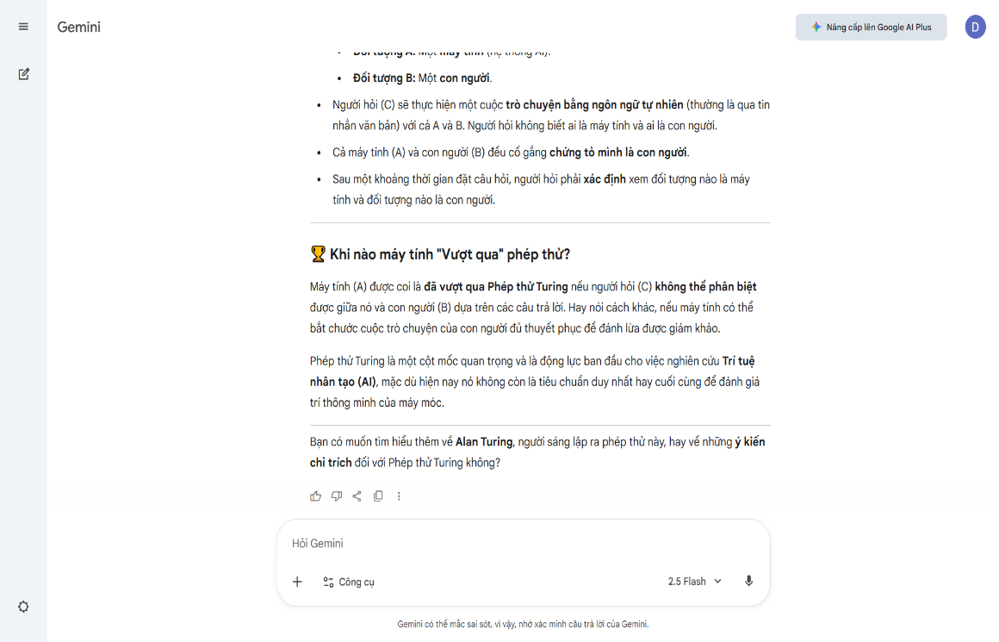 Gemini
Nâng cấp lên Google AI Plus
D
Đối tượng A: Một máy tính (hệ thống AI).
Đối tượng B: Một con người.
Người hỏi (C) sẽ thực hiện một cuộc trò chuyện bằng ngôn ngữ tự nhiên (thường là qua tin
nhắn văn bản) với cả A và B. Người hỏi không biết ai là máy tính và ai là con người.
Cả máy tính (A) và con người (B) đều cố gắng chứng tỏ mình là con người.
Sau một khoảng thời gian đặt câu hỏi, người hỏi phải xác định xem đối tượng nào là máy
tính và đối tượng nào là con người.
Khi nào máy tính "Vượt qua" phép thử?
Máy tính (A) được coi là đã vượt qua Phép thử Turing nếu người hỏi (C) không thể phân biệt
được giữa nó và con người (B) dựa trên các câu trả lời. Hay nói cách khác, nếu máy tính có thể
bắt chước cuộc trò chuyện của con người đủ thuyết phục để đánh lừa được giám khảo.
Phép thử Turing là một cột mốc quan trọng và là động lực ban đầu cho việc nghiên cứu Trí tuệ
nhân tạo (AI), mặc dù hiện nay nó không còn là tiêu chuẩn duy nhất hay cuối cùng để đánh giá
trí thông minh của máy móc.
Bạn có muốn tìm hiểu thêm về Alan Turing, người sáng lập ra phép thử này, hay về những ý kiến
chỉ trích đối với Phép thử Turing không?
Hỏi Gemini
Công cụ
2.5 Flash
Gemini có thể mắc sai sót, vì vậy, nhớ xác minh câu trả lời của Gemini.